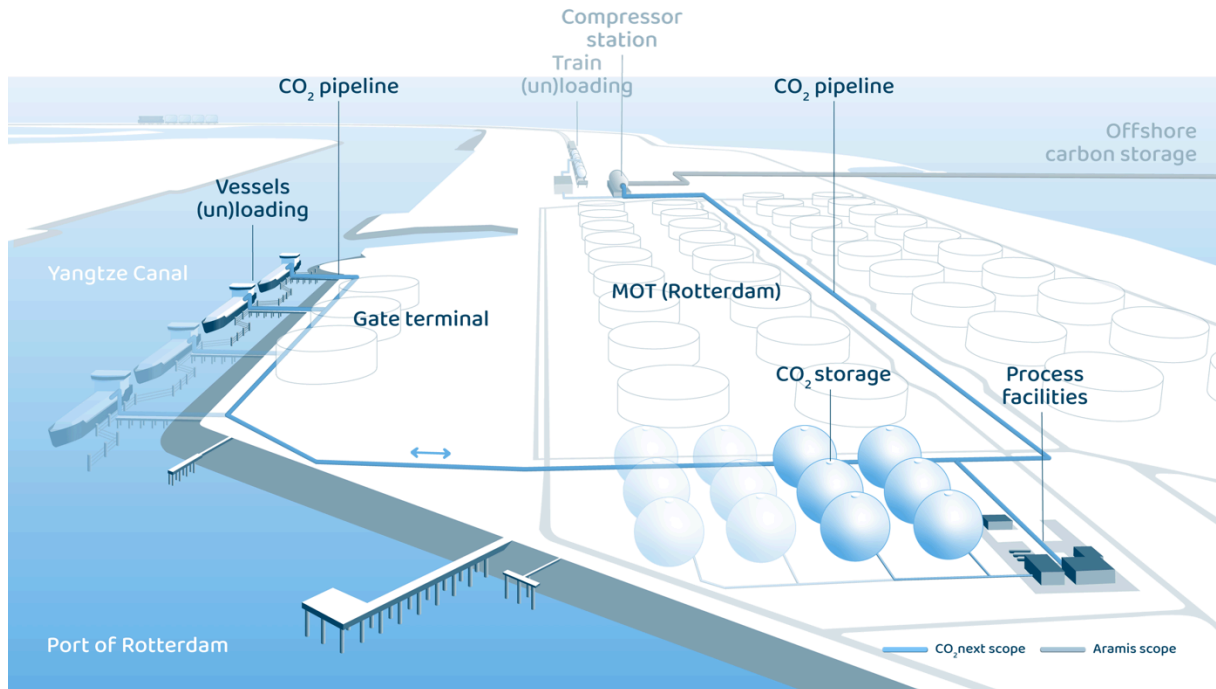 Compressor
station
Train
(un)loading
CO₂ pipeline
CO₂ pipeline
Offshore
carbon storage
Vessels
(un)loading
Yangtze Canal
MOT (Rotterdam)
Gate terminal
CO₂ storage
Process
facilities
Port of Rotterdam
CO₂next scope
Aramis scope